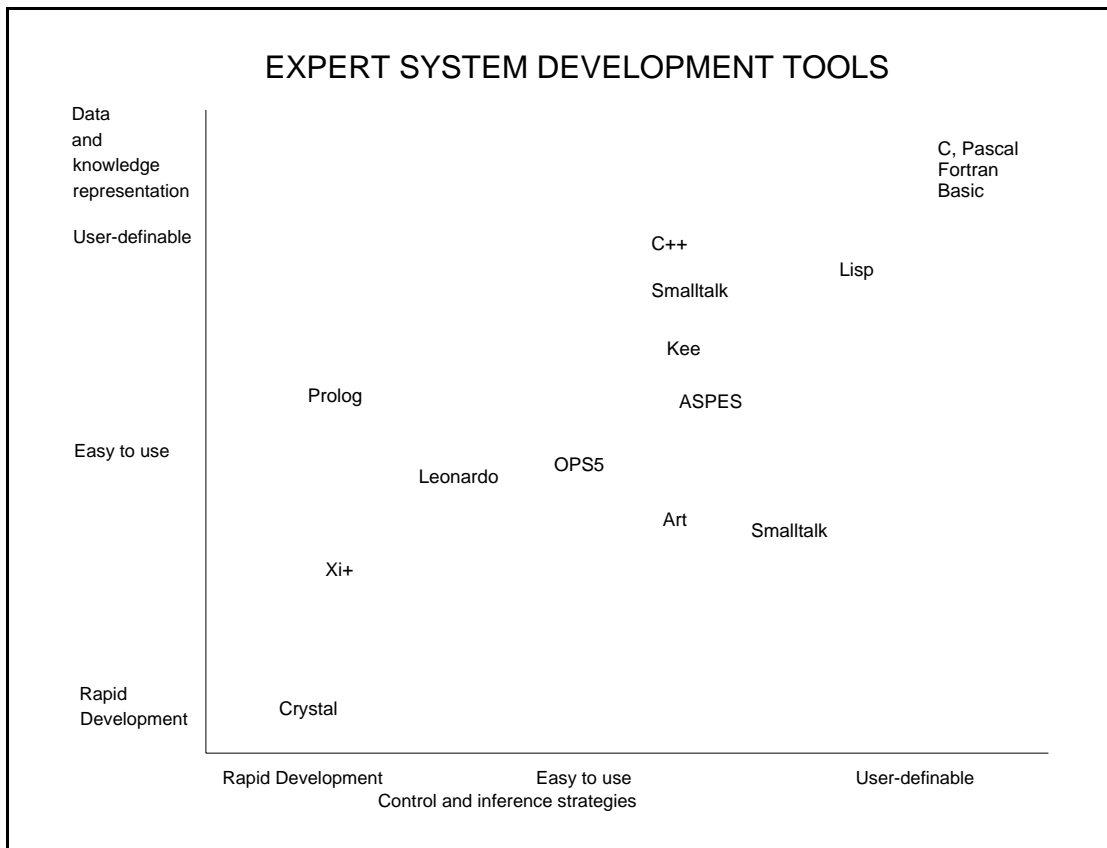 EXPERT SYSTEM DEVELOPMENT TOOLS
Data
and
knowledge
representation
C, Pascal
Fortran
Basic
User-definable
C++
Lisp
Smalltalk
Kee
Prolog
ASPES
Easy to use
OPS5
Leonardo
Art
Smalltalk
Xi+
Rapid
Development
Crystal
Rapid Development
Easy to use
User-definable
Control and inference strategies